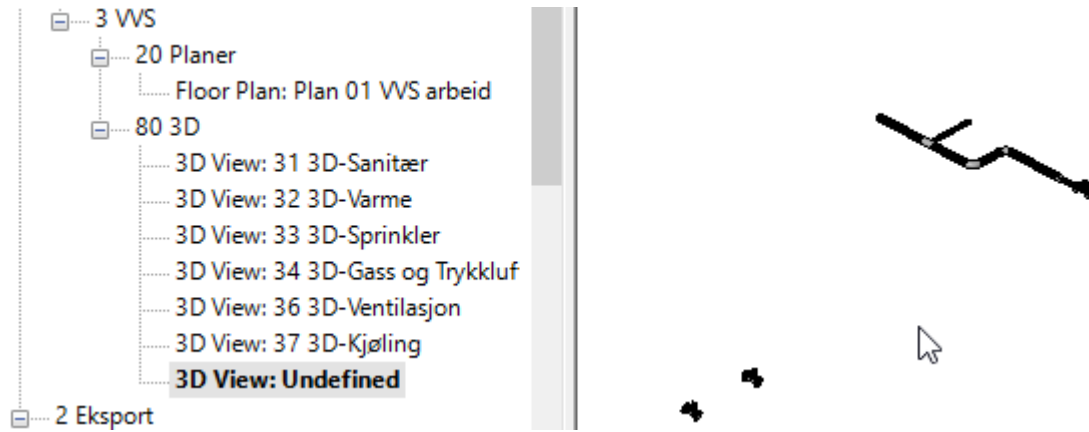 3 VVS
20 Planer
Floor Plan: Plan 01 VVS arbeid
80 3D
3D View: 31 3D-Sanitær
3D View: 32 3D-Varme
3D View: 33 3D-Sprinkler
3D View: 34 3D-Gass og Trykkluf
3D View: 36 3D-Ventilasjon
3D View: 37 3D-Kjøling
3D View: Undefined
2 Eksport